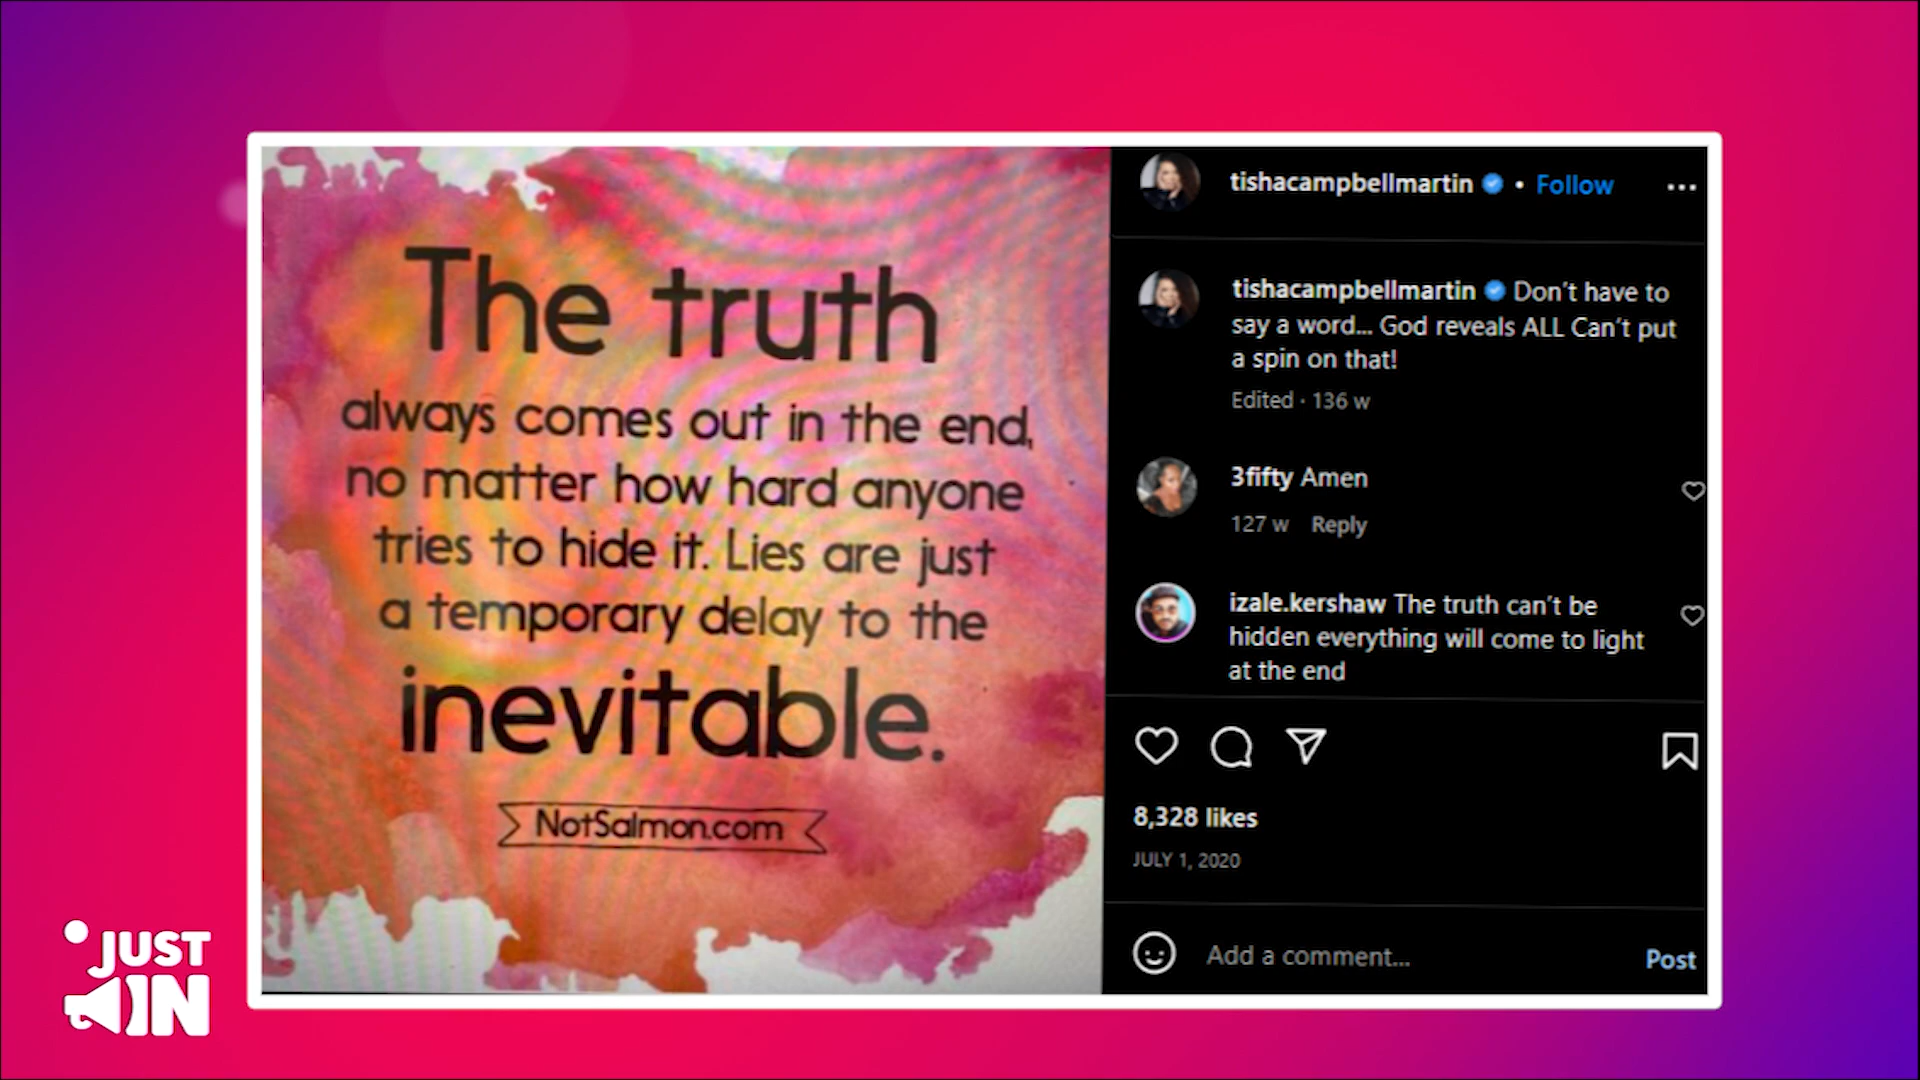 The truth
always comes out in the end,
no matter how hard anyone
tries to hide it. Lies are just
a temporary delay to the
inevitable.
NotSalmon.com
tishacampbellmartin • Follow
tishacampbellmartin Don't have to
say a word... God reveals ALL Can't put
a spin on that!
Edited · 136 w
3fifty Amen
127 w Reply
izale.kershaw The truth can't be
hidden everything will come to light
at the end
8,328 likes
JULY 1, 2020
Add a comment... Post
JUST
IN